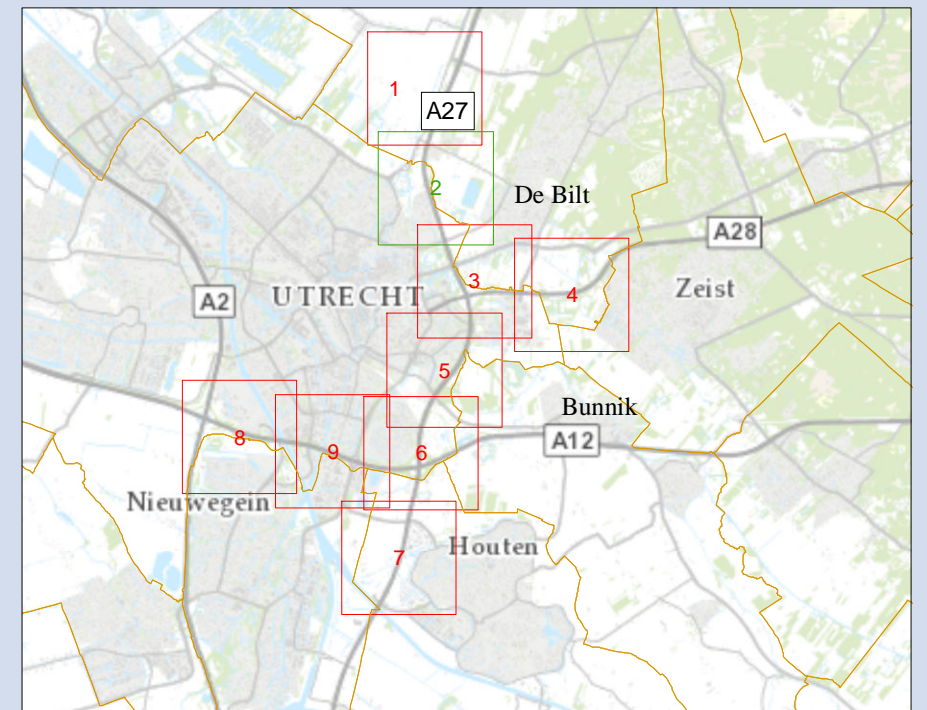 1
A27
2
De Bilt
A28
3
4
Zeist
UTRECHT
A2
5
Bunnik
8
9
6
A12
Nieuwegein
7
Houten